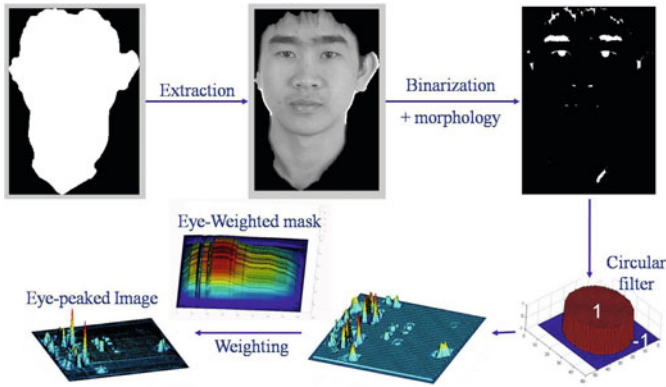 Extraction
Binarization
+ morphology
Eye-Weighted mask
Circular
filter
Eye-peaked Image
1
-1
Weighting